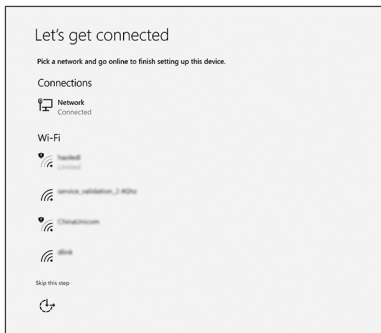 Let's get connected
Pick a network and go online to finish setting up this device.
Connections
Network
Connected
Wi-Fi
Limited
service_validation_2.4Ghz
ChinaUnicom
dlink
Skip this step